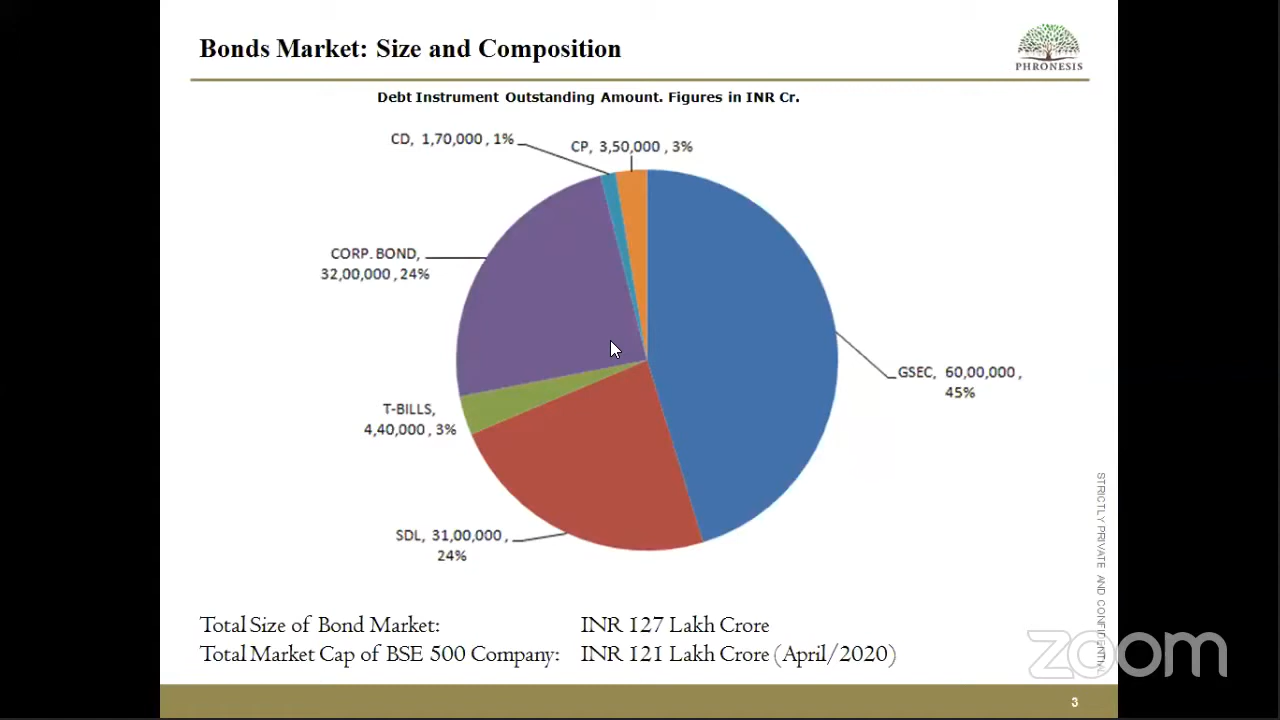 Bonds Market: Size and Composition
PHRONESIS
Debt Instrument Outstanding Amount. Figures in INR Cr.
CD, 1,70,000 , 1%
CP, 3,50,000 , 3%
CORP. BOND,
32,00,000 , 24%
GSEC, 60,00,000 ,
45%
T-BILLS,
4,40,000 , 3%
SDL, 31,00,000 ,
24%
STRICTLY PRIVATE AND CONFIDENTIAL
Total Size of Bond Market: INR 127 Lakh Crore
Total Market Cap of BSE 500 Company: INR 121 Lakh Crore (April/2020)
zoom
3